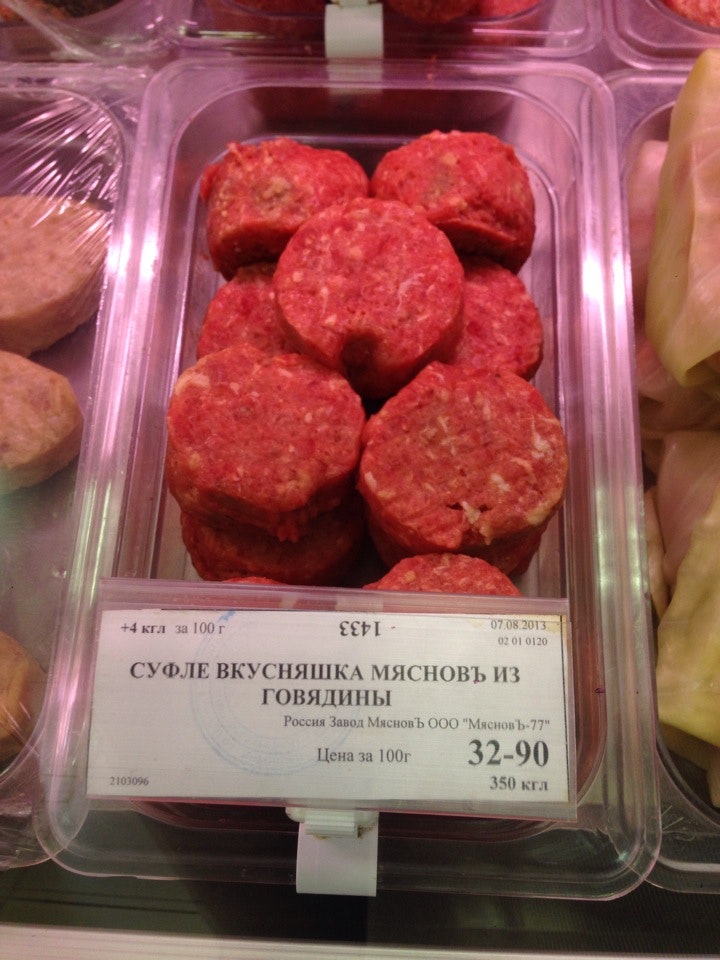 +4 кгл за 100 г
1433 -
07.08.2013
02 01 0120
СУФЛЕ ВКУСНЯШКА МЯСНОВЪ ИЗ
ГОВЯДИНЫ
Россия Завод МясновЪ ООО "МясновЪ-77"
Цена за 100г 32-90
2103096
350 кгл